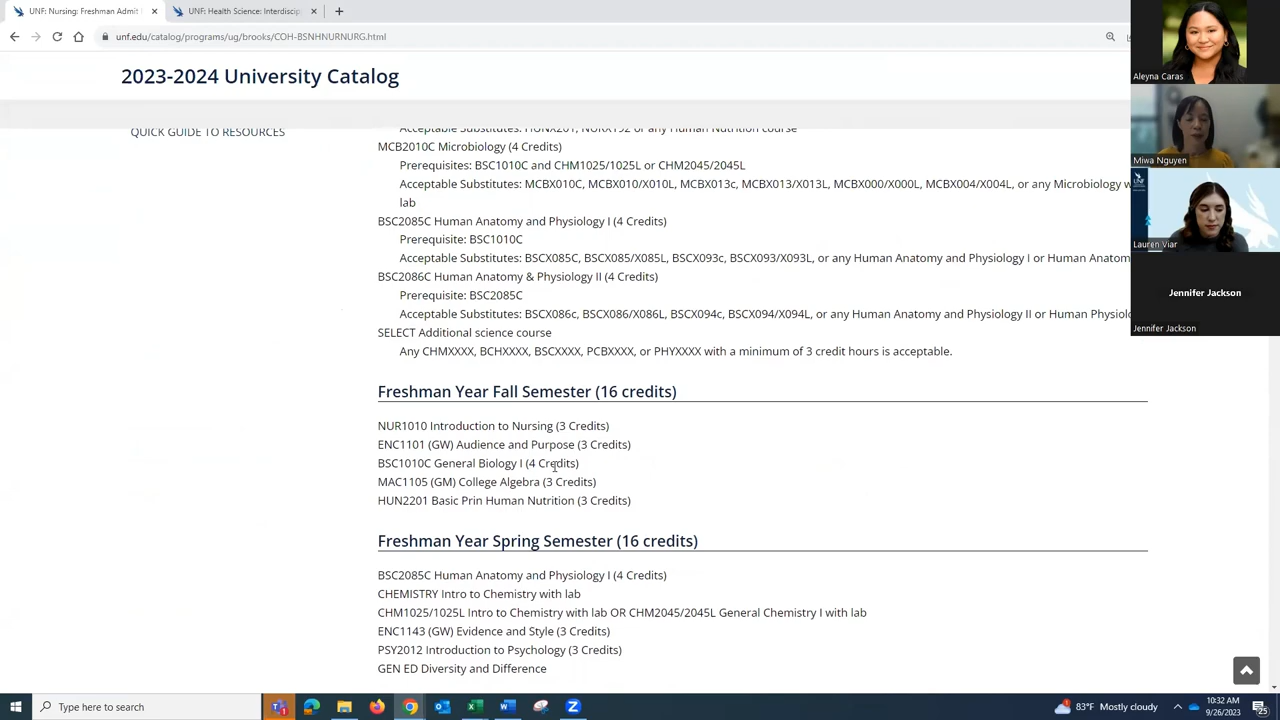 UNF: Nursing: Freshman Admit
UNF: Health Science: Interdiscip
unf.edu/catalog/programs/ug/brooks/COH-BSNHNURNURG.html
2023-2024 University Catalog
QUICK GUIDE TO RESOURCES
Acceptable Substitutes: HUNX201, NURX192 or any Human Nutrition course
MCB2010C Microbiology (4 Credits)
Prerequisites: BSC1010C and CHM1025/1025L or CHM2045/2045L
Acceptable Substitutes: MCBX010C, MCBX010/X010L, MCBX013c, MCBX013/X013L, MCBX000/X000L, MCBX004/X004L, or any Microbiology w
lab
BSC2085C Human Anatomy and Physiology I (4 Credits)
Prerequisite: BSC1010C
Acceptable Substitutes: BSCX085C, BSCX085/X085L, BSCX093c, BSCX093/X093L, or any Human Anatomy and Physiology I or Human Anatom
BSC2086C Human Anatomy & Physiology II (4 Credits)
Prerequisite: BSC2085C
Acceptable Substitutes: BSCX086c, BSCX086/X086L, BSCX094c, BSCX094/X094L, or any Human Anatomy and Physiology II or Human Physiolo
SELECT Additional science course
Any CHMXXXX, BCHXXXX, BSCXXXX, PCBXXXX, or PHYXXXX with a minimum of 3 credit hours is acceptable.
Freshman Year Fall Semester (16 credits)
NUR1010 Introduction to Nursing (3 Credits)
ENC1101 (GW) Audience and Purpose (3 Credits)
BSC1010C General Biology I (4 Credits)
MAC1105 (GM) College Algebra (3 Credits)
HUN2201 Basic Prin Human Nutrition (3 Credits)
Freshman Year Spring Semester (16 credits)
BSC2085C Human Anatomy and Physiology I (4 Credits)
CHEMISTRY Intro to Chemistry with lab
CHM1025/1025L Intro to Chemistry with lab OR CHM2045/2045L General Chemistry I with lab
ENC1143 (GW) Evidence and Style (3 Credits)
PSY2012 Introduction to Psychology (3 Credits)
GEN ED Diversity and Difference
Aleyna Caras
Miwa Nguyen
UNF
Lauren Viar
Jennifer Jackson
Jennifer Jackson
Type here to search
83°F Mostly cloudy
10:32 AM
9/26/2023
25